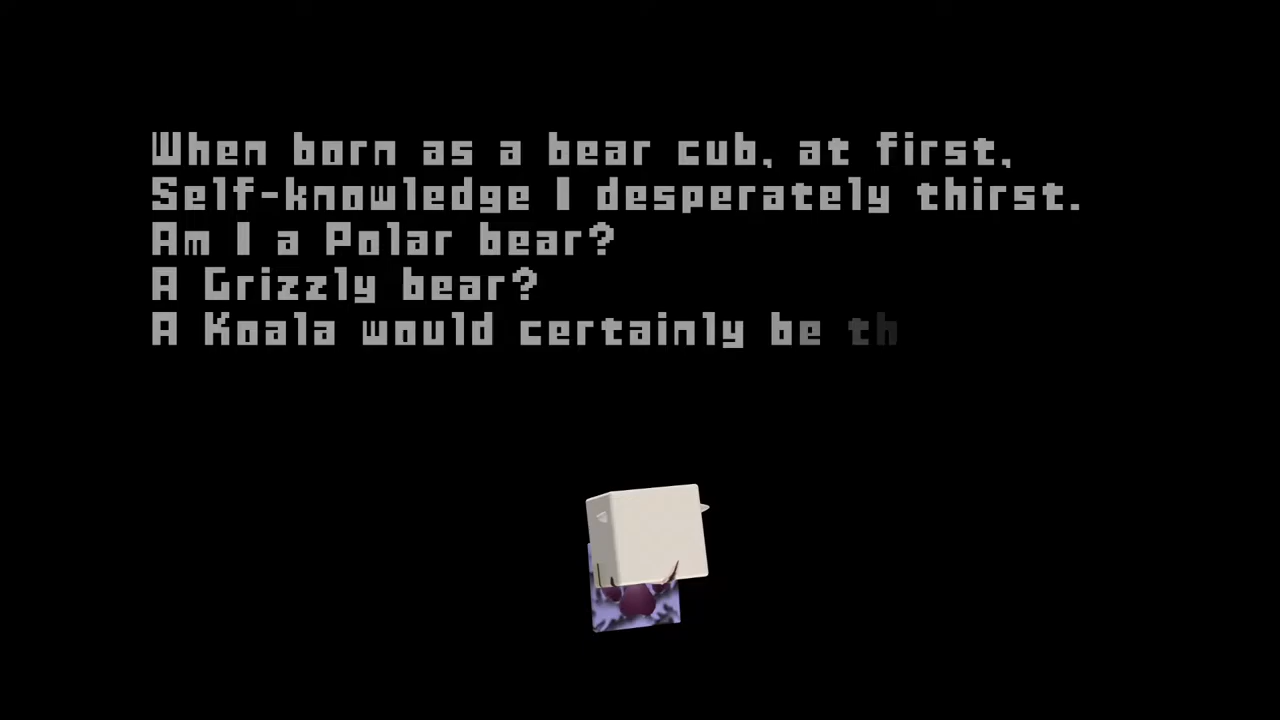 When born as a bear cub, at first,
Self-knowledge I desperately thirst.
Am I a Polar bear?
A Grizzly bear?
A Koala would certainly be th